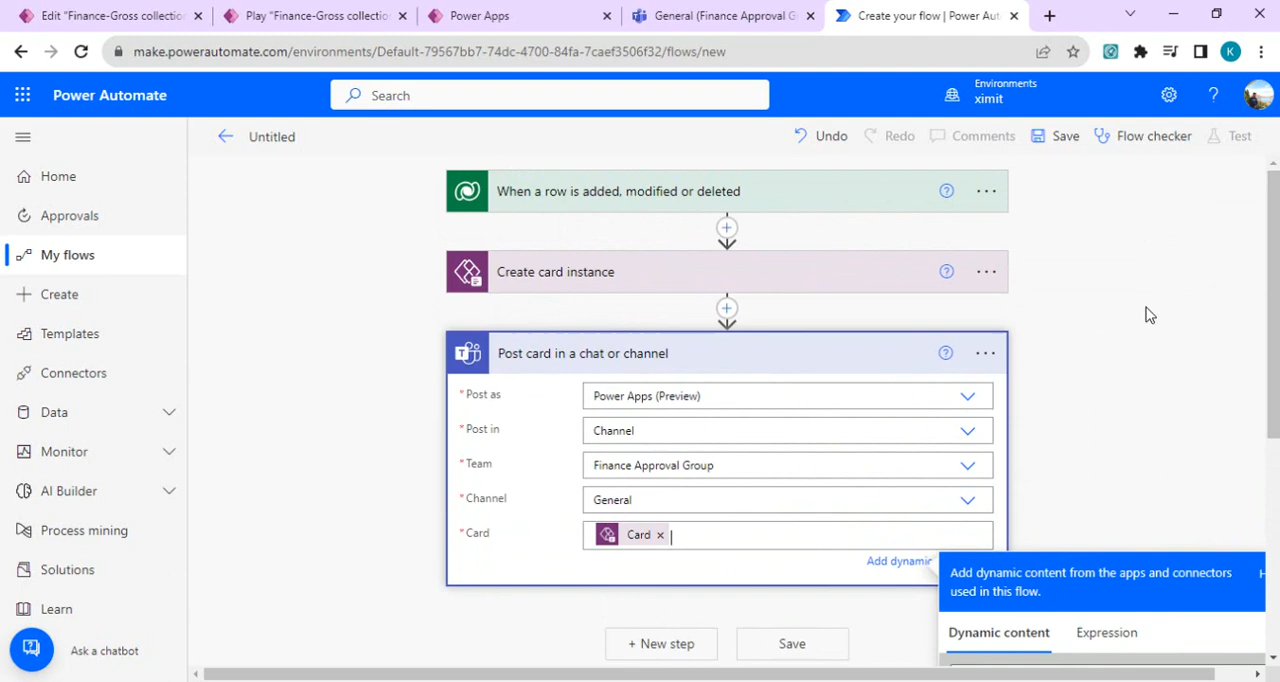 Edit "Finance-Gross collection
Play "Finance-Gross collection
Power Apps
General (Finance Approval G
Create your flow | Power Aut
make.powerautomate.com/environments/Default-79567bb7-74dc-4700-84fa-7caef3506f32/flows/new
K
Power Automate
Search
Environments
ximit
Untitled
Undo
Redo
Comments
Save
Flow checker
Test
Home
Approvals
My flows
Create
Templates
Connectors
Data
Monitor
AI Builder
Process mining
Solutions
Learn
Ask a chatbot
When a row is added, modified or deleted
Create card instance
Post card in a chat or channel
* Post as
Power Apps (Preview)
* Post in
Channel
* Team
Finance Approval Group
* Channel
General
* Card
Card ×
Add dynamic
Add dynamic content from the apps and connectors
used in this flow.
H
Dynamic content
Expression
+ New step
Save